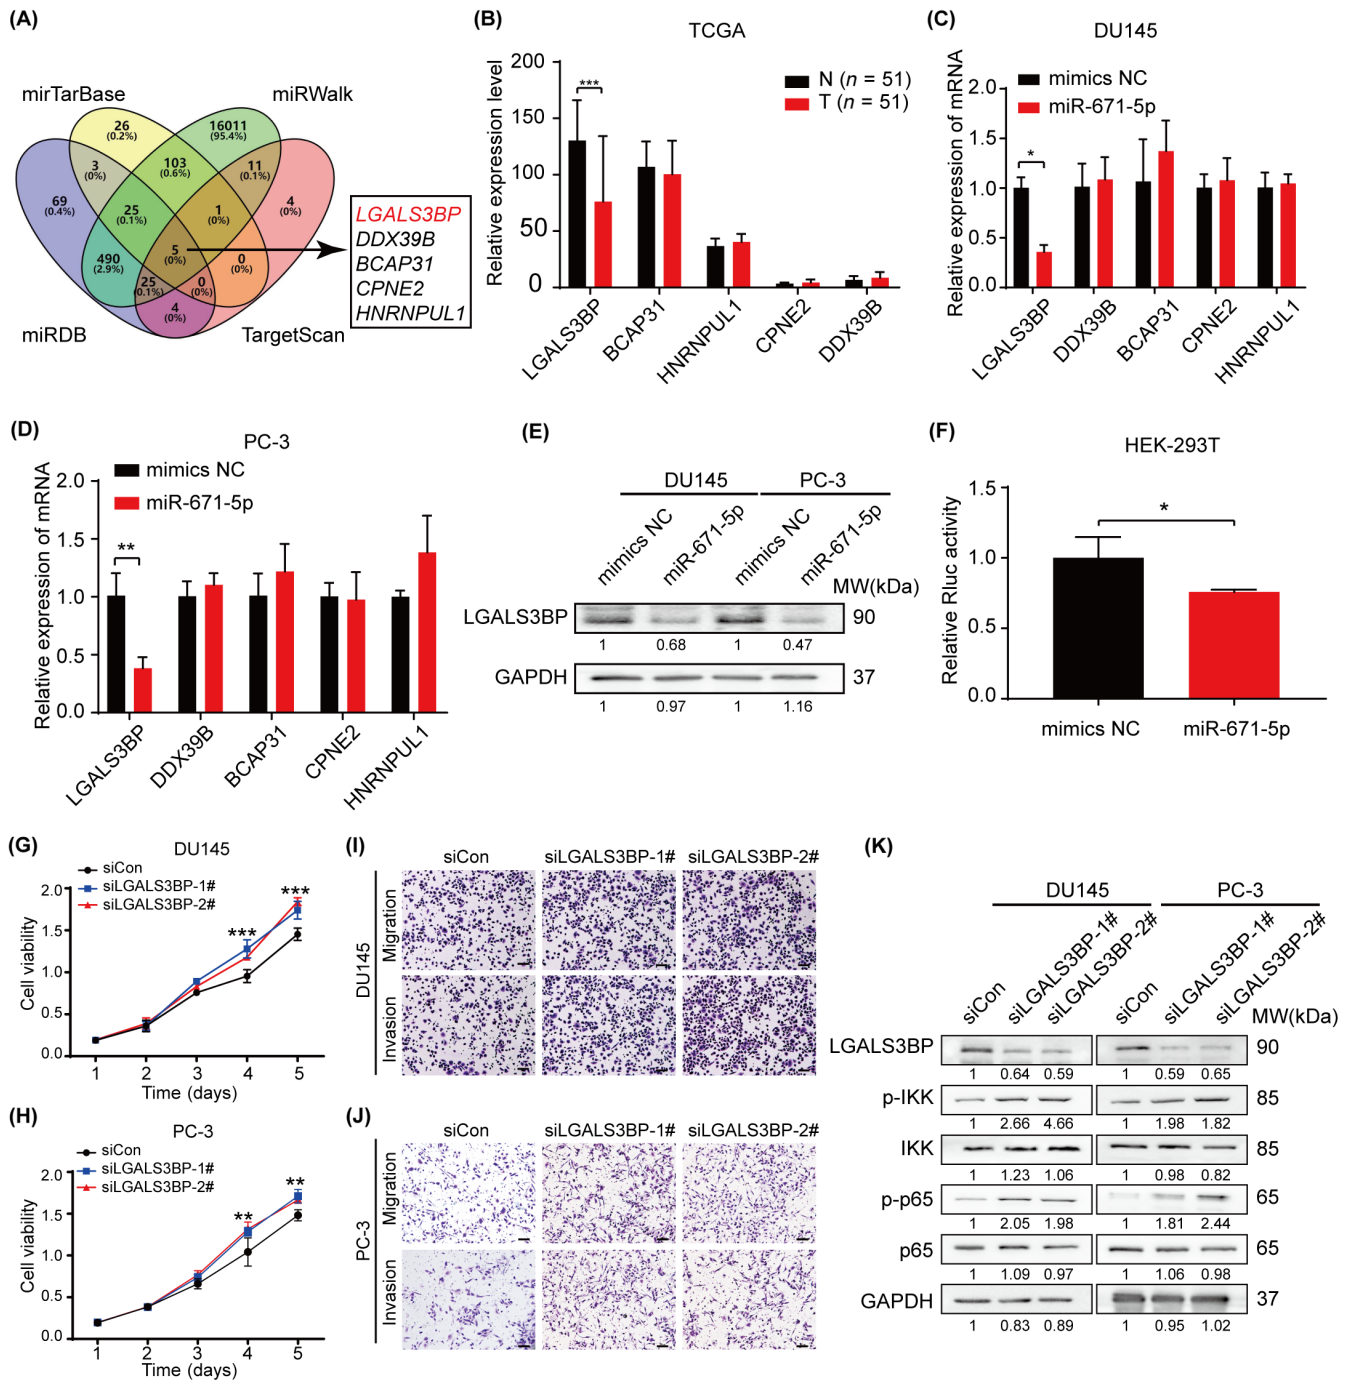 (A)
mirTarBase
miRWalk
26
(0.2%)
16011
(95.4%)
3
(0%)
103
(0.6%)
11
(0.1%)
69
(0.4%)
25
(0.1%)
1
(0%)
4
(0%)
490
(2.9%)
5
(0%)
0
(0%)
25
(0.1%)
0
(0%)
4
(0%)
miRDB
TargetScan
LGALS3BP
DDX39B
BCAP31
CPNE2
HNRNPUL1
(B)
TCGA
Relative expression level
200
150
100
50
0
***
N (n = 51)
T (n = 51)
LGALS3BP
BCAP31
HNRNPUL1
CPNE2
DDX39B
(C)
DU145
Relative expression of mRNA
2.0
1.5
1.0
0.5
0.0
mimics NC
miR-671-5p
*
LGALS3BP
DDX39B
BCAP31
CPNE2
HNRNPUL1
(D)
PC-3
Relative expression of mRNA
2.0
1.5
1.0
0.5
0.0
mimics NC
miR-671-5p
**
LGALS3BP
DDX39B
BCAP31
CPNE2
HNRNPUL1
(E)
DU145 PC-3
mimics NC
miR-671-5p
mimics NC
miR-671-5p
MW(kDa)
LGALS3BP 90
1 0.68 1 0.47
GAPDH 37
1 0.97 1 1.16
(F)
HEK-293T
Relative Rluc activity
1.5
1.0
0.5
0.0
*
mimics NC
miR-671-5p
(G)
DU145
siCon
siLGALS3BP-1#
siLGALS3BP-2#
Cell viability
2.0
1.5
1.0
0.5
0.0
***
***
1 2 3 4 5
Time (days)
(H)
PC-3
siCon
siLGALS3BP-1#
siLGALS3BP-2#
Cell viability
2.0
1.5
1.0
0.5
0.0
**
**
1 2 3 4 5
Time (days)
(I)
siCon siLGALS3BP-1# siLGALS3BP-2#
DU145
Migration
Invasion
(J)
siCon siLGALS3BP-1# siLGALS3BP-2#
PC-3
Migration
Invasion
(K)
DU145 PC-3
siCon
siLGALS3BP-1#
siLGALS3BP-2#
siCon
siLGALS3BP-1#
siLGALS3BP-2#
MW(kDa)
LGALS3BP 90
1 0.64 0.59 1 0.59 0.65
p-IKK 85
1 2.66 4.66 1 1.98 1.82
IKK 85
1 1.23 1.06 1 0.98 0.82
p-p65 65
1 2.05 1.98 1 1.81 2.44
p65 65
1 1.09 0.97 1 1.06 0.98
GAPDH 37
1 0.83 0.89 1 0.95 1.02